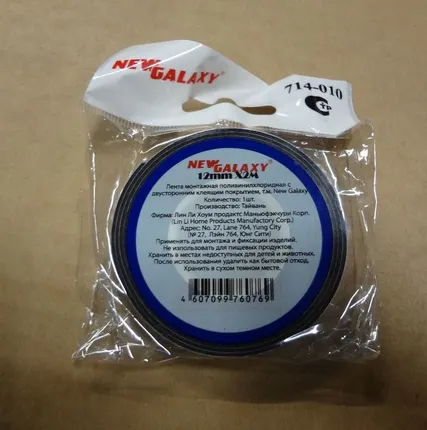 NEW GALAXY®
714-010
Стр
NEW GALAXY®
12mm X2M
Лента монтажная поливинилхлоридная с
двусторонним клеящим покрытием, т.м. New Galaxy
Количество: 1шт.
Производство: Тайвань
Фирма: Лин Ли Хоум продактс Маньюфэкчури Корп.
(Lin Li Home Products Manufactory Corp.)
Адрес: No. 27, Lane 764, Yung City
(№ 27, Лэйн 764, Юнг Сити)
Применять для монтажа и фиксации изделий.
Не использовать для пищевых продуктов.
Хранить в местах недоступных для детей и животных.
После использования удалить как бытовой отход.
Хранить в сухом темном месте.
4 607099 760769